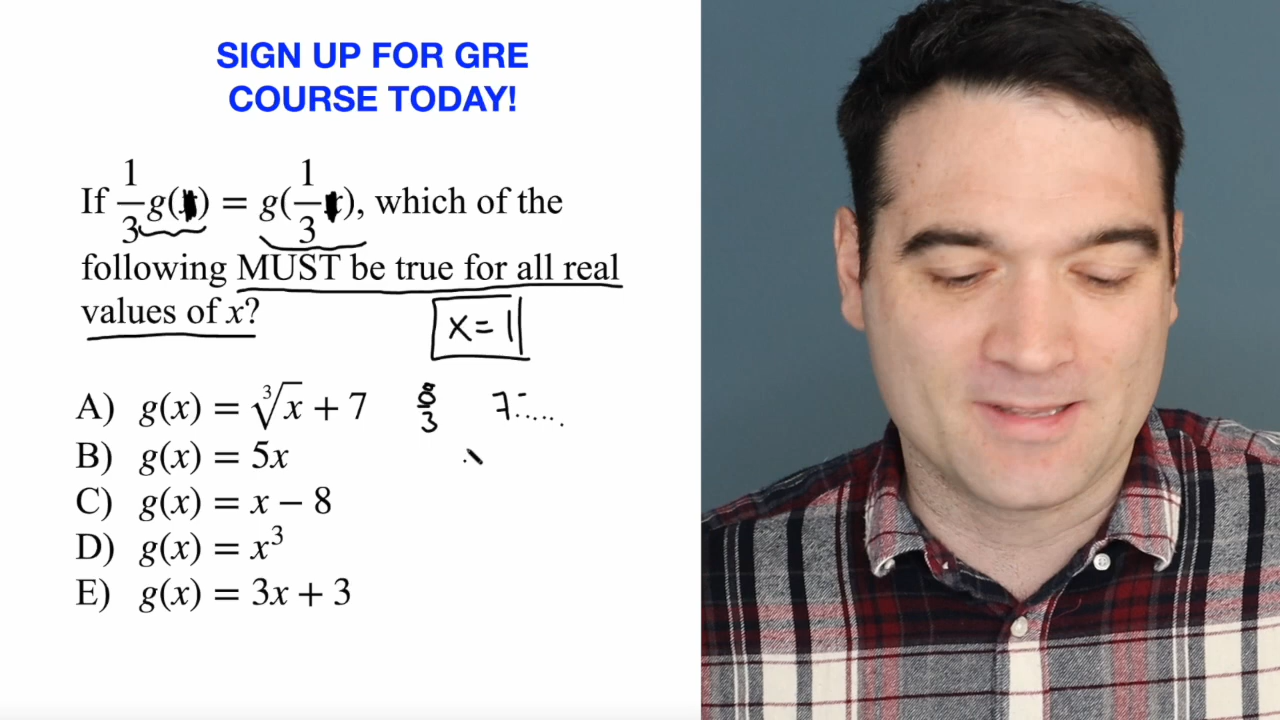 SIGN UP FOR GRE
COURSE TODAY!
If 1/3 g(x) = g(1/3 x), which of the
following MUST be true for all real
values of x?
x = 1
A) g(x) = ∛x + 7 8/3 7.....
B) g(x) = 5x
C) g(x) = x − 8
D) g(x) = x³
E) g(x) = 3x + 3